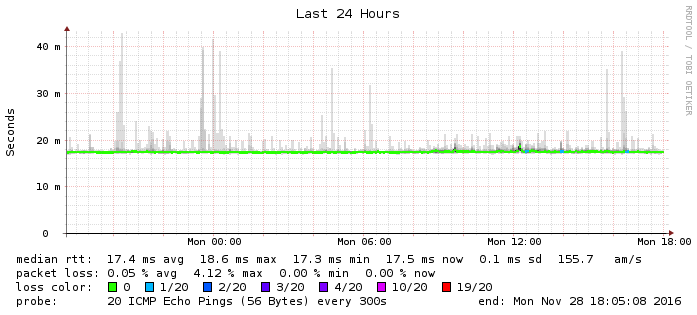 Last 24 Hours
RRDTOOL / TOBI OETIKER
Seconds
40 m
30 m
20 m
10 m
0
Mon 00:00 Mon 06:00 Mon 12:00 Mon 18:00
median rtt: 17.4 ms avg 18.6 ms max 17.3 ms min 17.5 ms now 0.1 ms sd 155.7 am/s
packet loss: 0.05 % avg 4.12 % max 0.00 % min 0.00 % now
loss color: 0 1/20 2/20 3/20 4/20 10/20 19/20
probe: 20 ICMP Echo Pings (56 Bytes) every 300s end: Mon Nov 28 18:05:08 2016